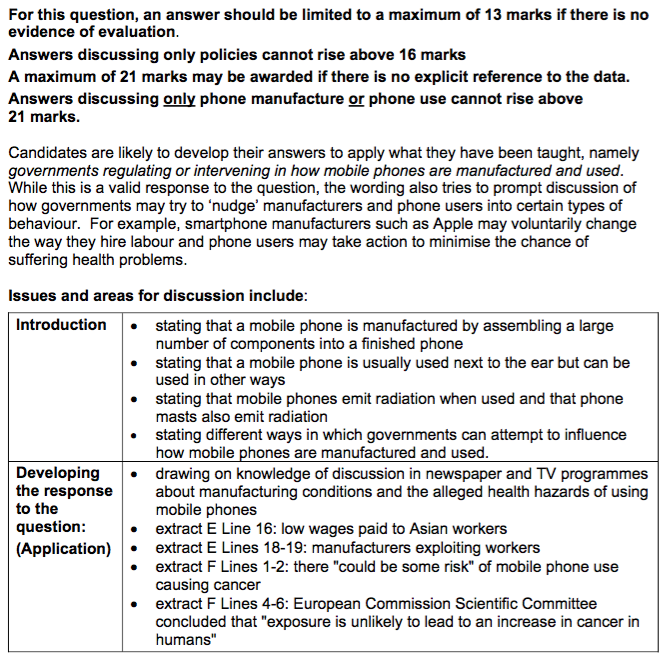 For this question, an answer should be limited to a maximum of 13 marks if there is no
evidence of evaluation.
Answers discussing only policies cannot rise above 16 marks
A maximum of 21 marks may be awarded if there is no explicit reference to the data.
Answers discussing only phone manufacture or phone use cannot rise above
21 marks.
Candidates are likely to develop their answers to apply what they have been taught, namely
governments regulating or intervening in how mobile phones are manufactured and used.
While this is a valid response to the question, the wording also tries to prompt discussion of
how governments may try to 'nudge' manufacturers and phone users into certain types of
behaviour. For example, smartphone manufacturers such as Apple may voluntarily change
the way they hire labour and phone users may take action to minimise the chance of
suffering health problems.
Issues and areas for discussion include:
Introduction
• stating that a mobile phone is manufactured by assembling a large
number of components into a finished phone
• stating that a mobile phone is usually used next to the ear but can be
used in other ways
• stating that mobile phones emit radiation when used and that phone
masts also emit radiation
• stating different ways in which governments can attempt to influence
how mobile phones are manufactured and used.
Developing
the response
to the
question:
(Application)
• drawing on knowledge of discussion in newspaper and TV programmes
about manufacturing conditions and the alleged health hazards of using
mobile phones
• extract E Line 16: low wages paid to Asian workers
• extract E Lines 18-19: manufacturers exploiting workers
• extract F Lines 1-2: there "could be some risk" of mobile phone use
causing cancer
• extract F Lines 4-6: European Commission Scientific Committee
concluded that "exposure is unlikely to lead to an increase in cancer in
humans"